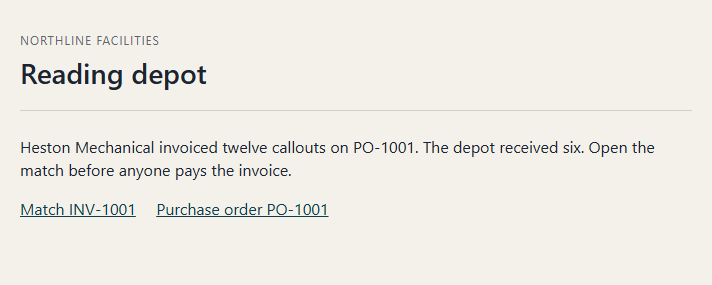 NORTHLINE FACILITIES
Reading depot
Heston Mechanical invoiced twelve callouts on PO-1001. The depot received six. Open the
match before anyone pays the invoice.
Match INV-1001 Purchase order PO-1001